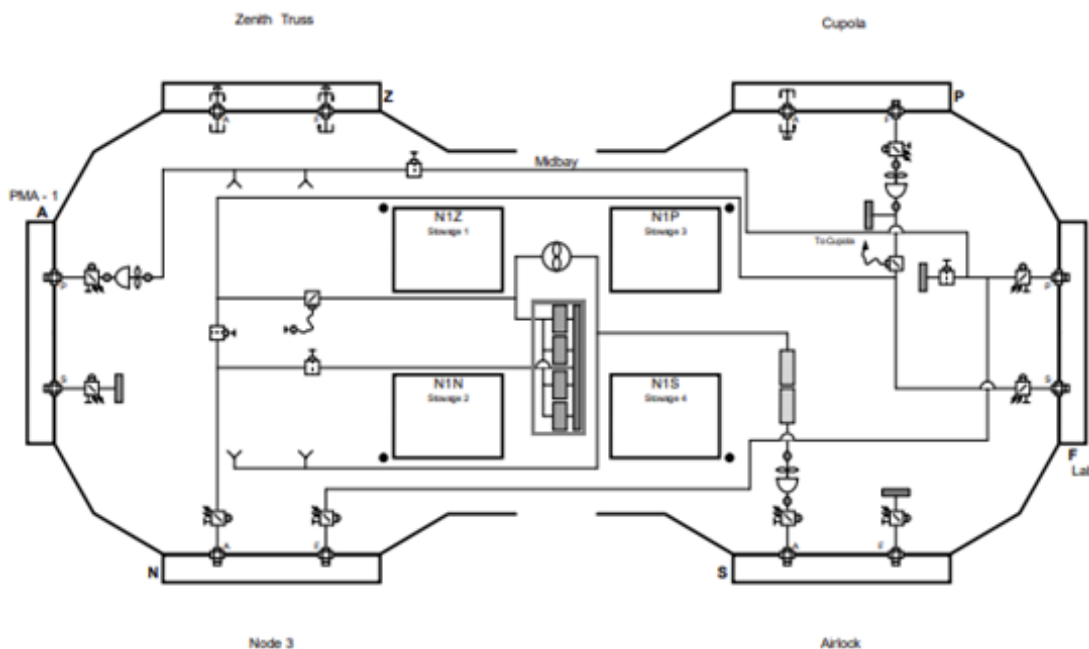 Zenith Truss
Cupola
Z
P
A
F
A
F
Midbay
PMA - 1
A
N1Z
Stowage 1
N1P
Stowage 3
To Cupola
P
P
S
S
N1N
Stowage 2
N1S
Stowage 4
F
Lab
A
F
A
F
N
S
Node 3
Airlock